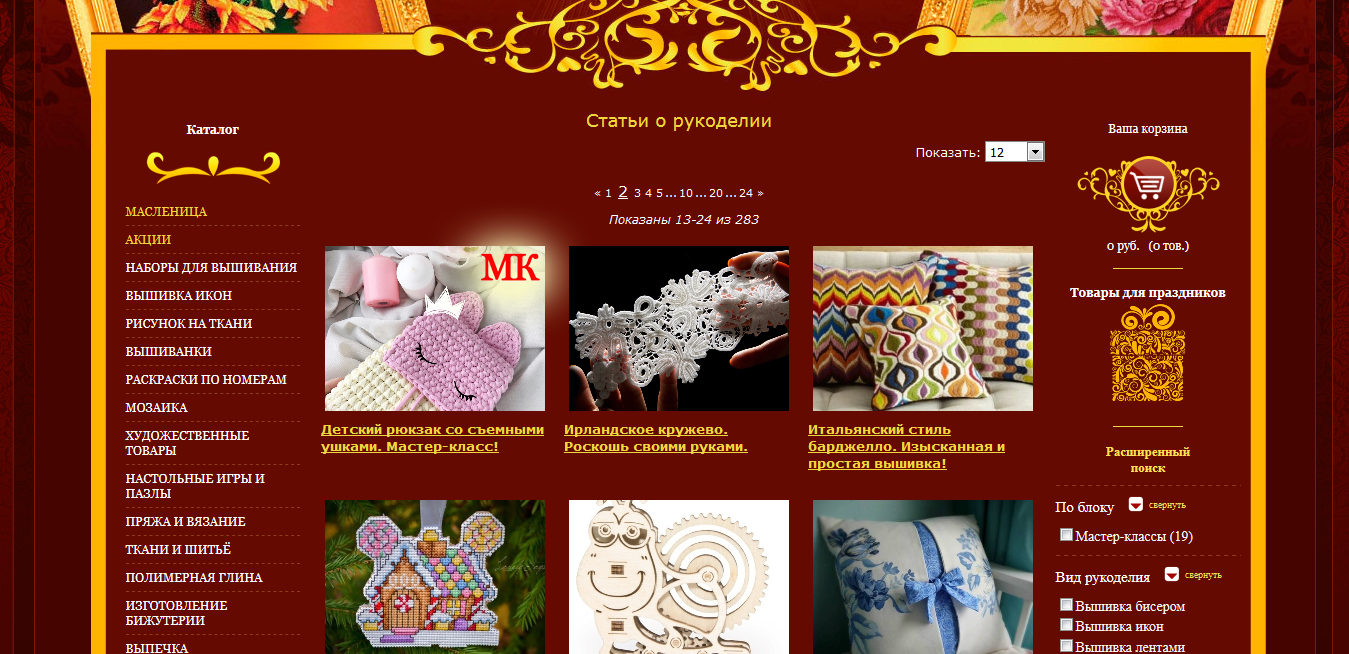 Каталог
МАСЛЕНИЦА
АКЦИИ
НАБОРЫ ДЛЯ ВЫШИВАНИЯ
ВЫШИВКА ИКОН
РИСУНОК НА ТКАНИ
ВЫШИВАНКИ
РАСКРАСКИ ПО НОМЕРАМ
МОЗАИКА
ХУДОЖЕСТВЕННЫЕ
ТОВАРЫ
НАСТОЛЬНЫЕ ИГРЫ И
ПАЗЛЫ
ПРЯЖА И ВЯЗАНИЕ
ТКАНИ И ШИТЬЁ
ПОЛИМЕРНАЯ ГЛИНА
ИЗГОТОВЛЕНИЕ
БИЖУТЕРИИ
ВЫПЕЧКА
Статьи о рукоделии
Показать: 12
« 1 2 3 4 5 ... 10 ... 20 ... 24 »
Показаны 13-24 из 283
МК
Детский рюкзак со съемными
ушками. Мастер-класс!
Ирландское кружево.
Роскошь своими руками.
Итальянский стиль
барджелло. Изысканная и
простая вышивка!
Ваша корзина
0 руб. (0 тов.)
Товары для праздников
Расширенный
поиск
По блоку свернуть
Мастер-классы (19)
Вид рукоделия свернуть
Вышивка бисером
Вышивка икон
Вышивка лентами